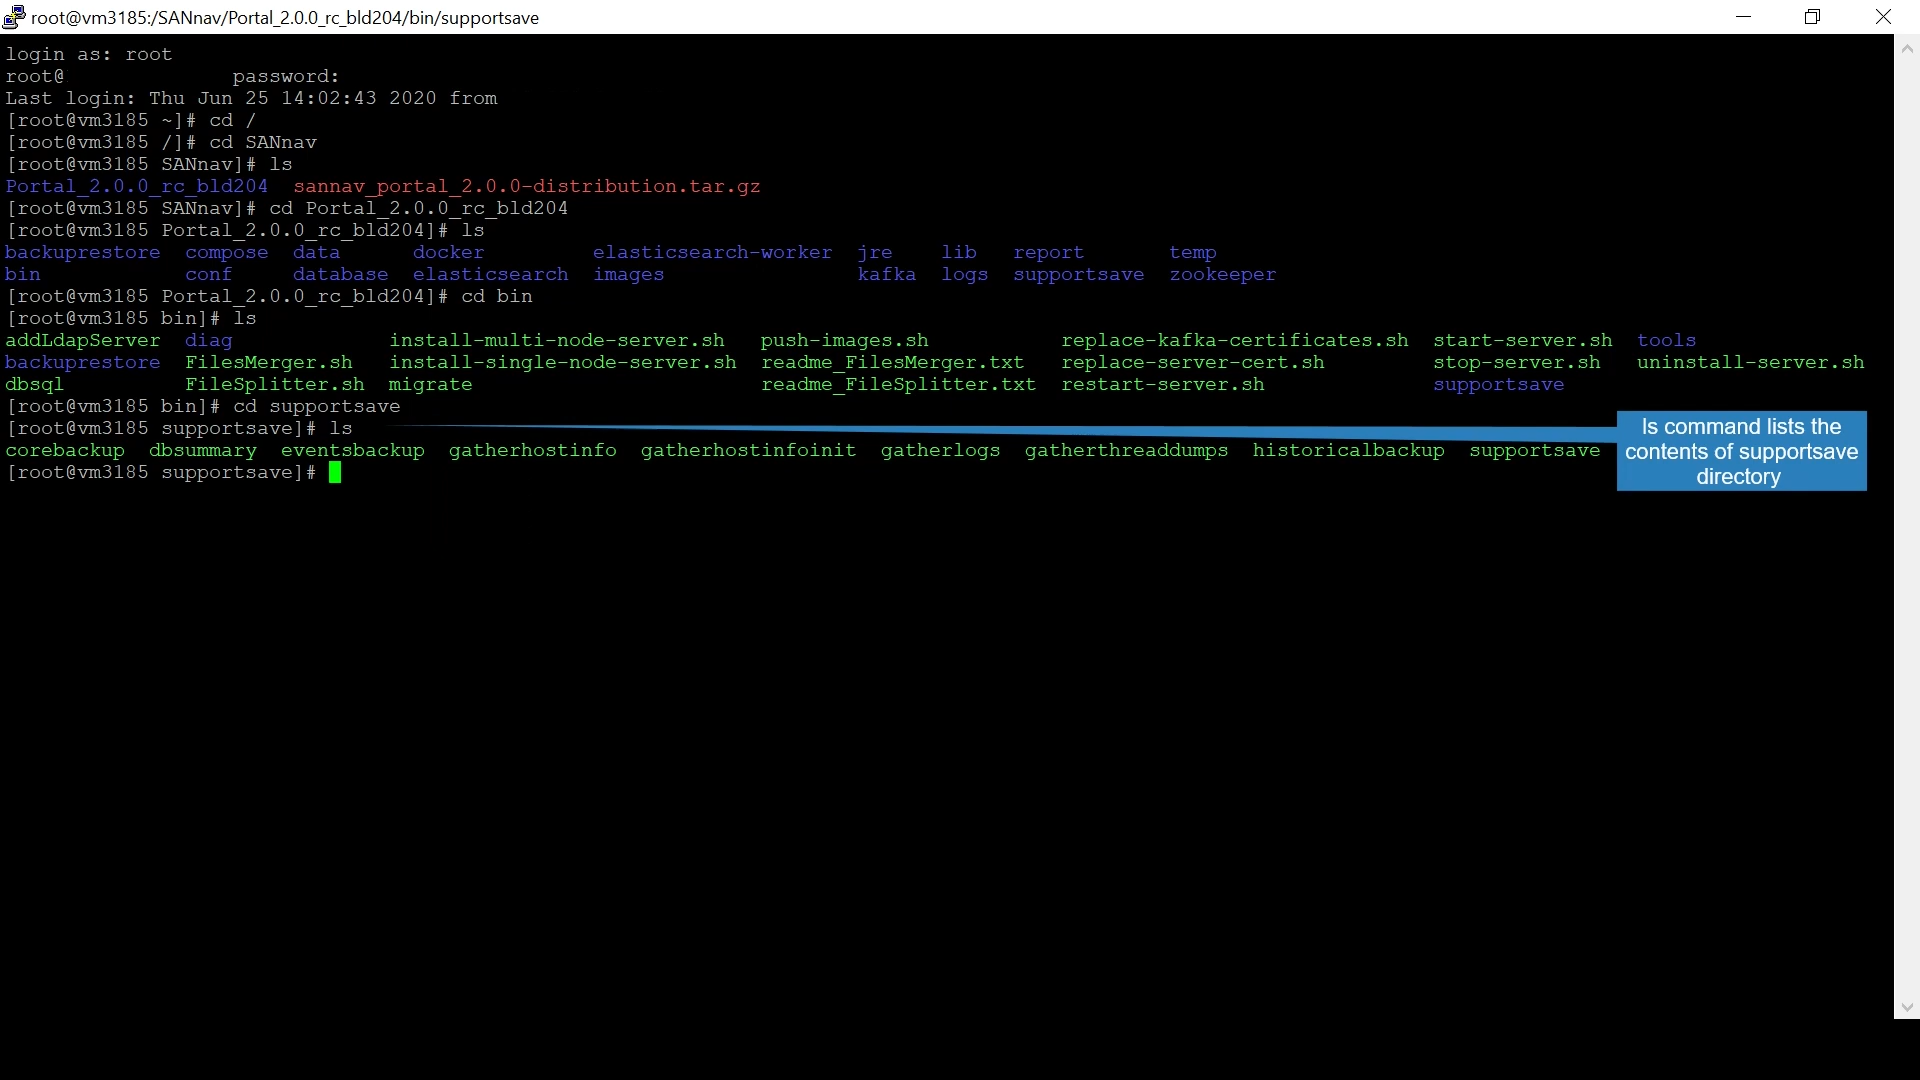 root@vm3185:/SANnav/Portal_2.0.0_rc_bld204/bin/supportsave
login as: root
root@ password:
Last login: Thu Jun 25 14:02:43 2020 from
[root@vm3185 ~]# cd /
[root@vm3185 /]# cd SANnav
[root@vm3185 SANnav]# ls
Portal_2.0.0_rc_bld204 sannav_portal_2.0.0-distribution.tar.gz
[root@vm3185 SANnav]# cd Portal_2.0.0_rc_bld204
[root@vm3185 Portal_2.0.0_rc_bld204]# ls
backuprestore compose data docker elasticsearch-worker jre lib report temp
bin conf database elasticsearch images kafka logs supportsave zookeeper
[root@vm3185 Portal_2.0.0_rc_bld204]# cd bin
[root@vm3185 bin]# ls
addLdapServer diag install-multi-node-server.sh push-images.sh replace-kafka-certificates.sh start-server.sh tools
backuprestore FilesMerger.sh install-single-node-server.sh readme_FilesMerger.txt replace-server-cert.sh stop-server.sh uninstall-server.sh
dbsql FileSplitter.sh migrate readme_FileSplitter.txt restart-server.sh supportsave
[root@vm3185 bin]# cd supportsave
[root@vm3185 supportsave]# ls
corebackup dbsummary eventsbackup gatherhostinfo gatherhostinfoinit gatherlogs gatherthreaddumps historicalbackup supportsave
[root@vm3185 supportsave]#
ls command lists the
contents of supportsave
directory